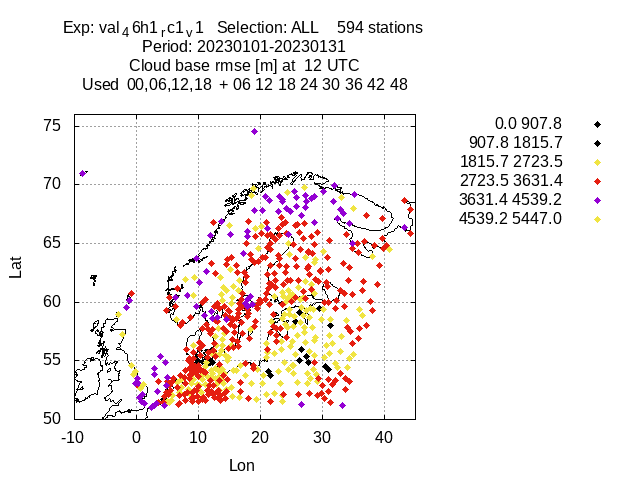 Exp: val4 6h1r c1v 1 Selection: ALL 594 stations
Period: 20230101-20230131
Cloud base rmse [m] at 12 UTC
Used 00,06,12,18 + 06 12 18 24 30 36 42 48
0.0 907.8
907.8 1815.7
1815.7 2723.5
2723.5 3631.4
3631.4 4539.2
4539.2 5447.0
75
70
65
60
55
50
Lat
-10 0 10 20 30 40
Lon